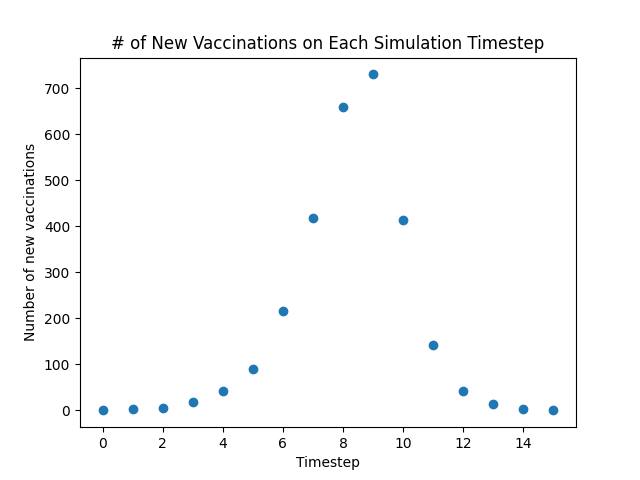 # of New Vaccinations on Each Simulation Timestep
700
600
500
400
300
200
100
0
Number of new vaccinations
0 2 4 6 8 10 12 14
Timestep